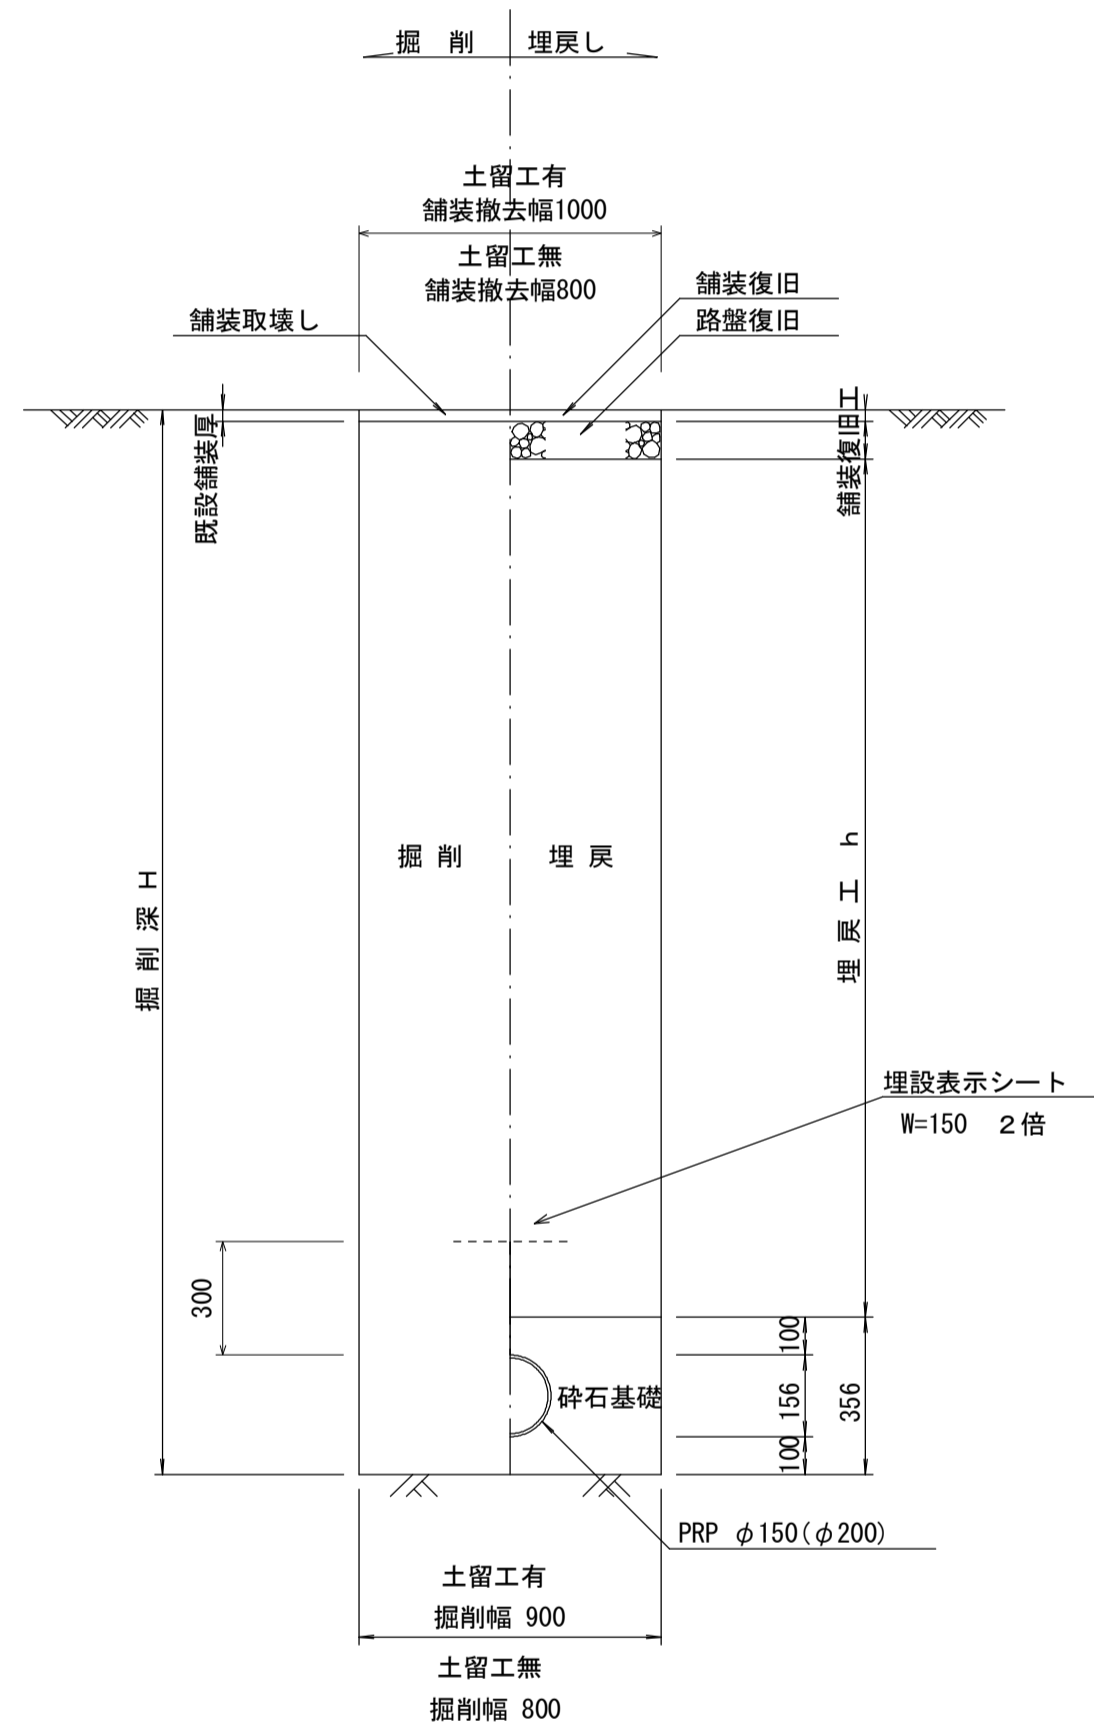 掘　削　埋戻し
土留工有
舗装撤去幅1000
土留工無
舗装撤去幅800
舗装復旧
路盤復旧
舗装取壊し
既設舗装厚
舗装復旧工
掘削
埋戻
掘削深 H
埋戻工 h
埋設表示シート
W=150　２倍
300
100
156
100
356
砕石基礎
PRP φ150(φ200)
土留工有
掘削幅 900
土留工無
掘削幅 800